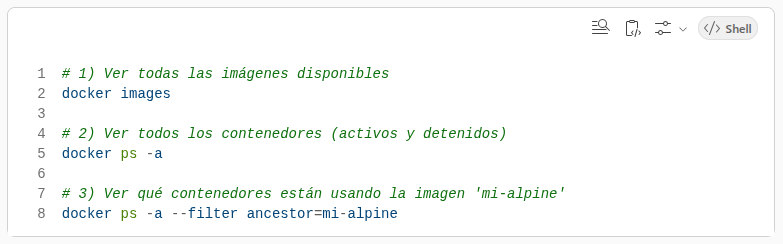 </> Shell
1 # 1) Ver todas las imágenes disponibles
2 docker images
3
4 # 2) Ver todos los contenedores (activos y detenidos)
5 docker ps -a
6
7 # 3) Ver qué contenedores están usando la imagen 'mi-alpine'
8 docker ps -a --filter ancestor=mi-alpine